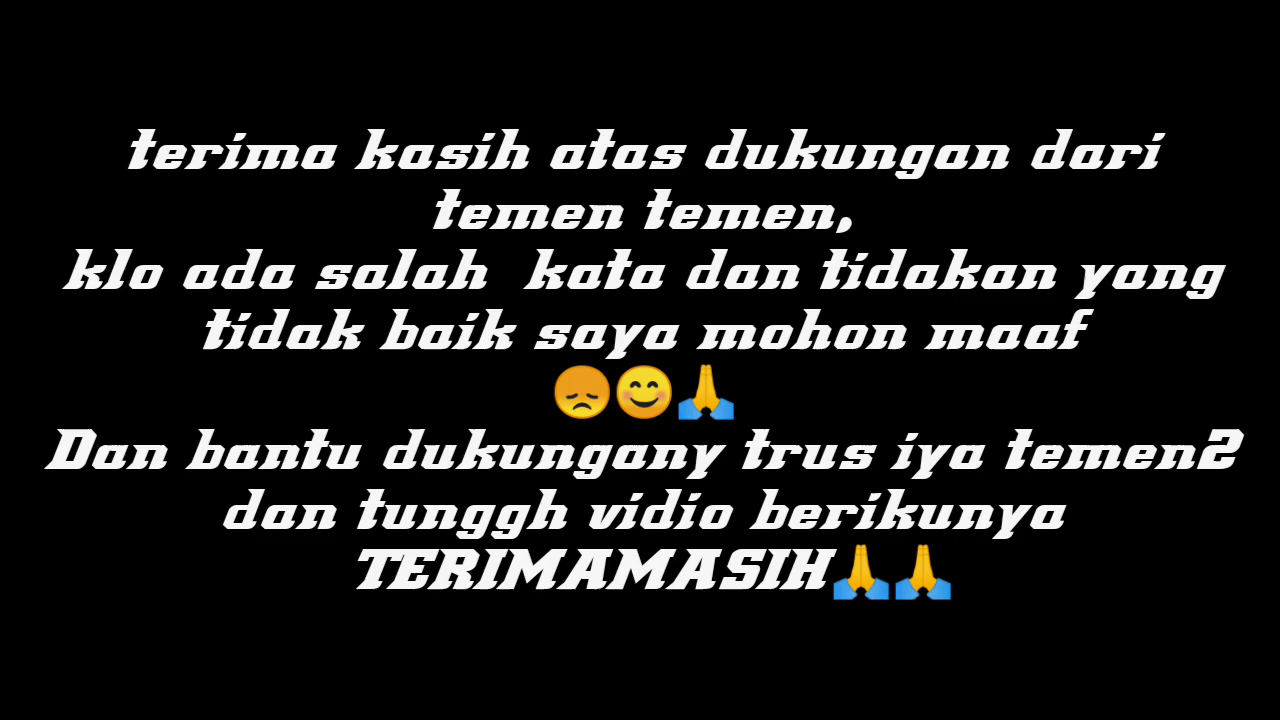 terima kasih atas dukungan dari
temen temen,
klo ada salah  kata dan tidakan yang
tidak baik saya mohon maaf
😞😊🙏
Dan bantu dukungany trus iya temen2
dan tunggh vidio berikunya
TERIMAMASIH🙏🙏